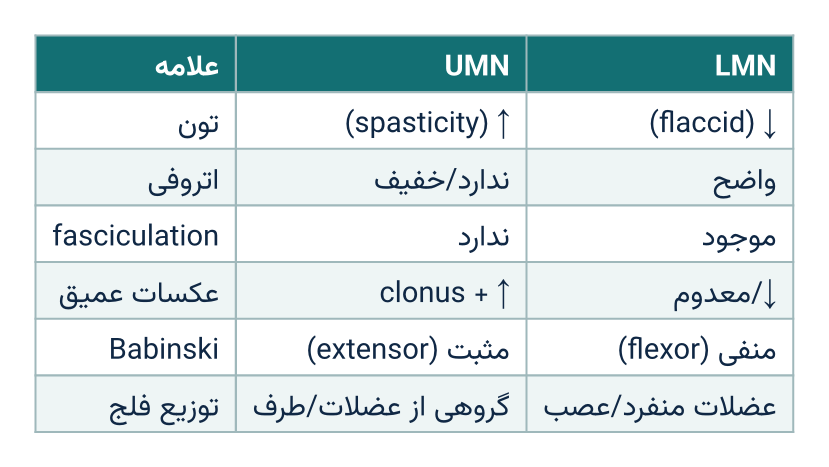 علامه UMN LMN
تون ↑ (spasticity) ↓ (flaccid)
اتروفی ندارد/خفیف واضح
fasciculation ندارد موجود
عکسات عمیق ↑ + clonus ↓/معدوم
Babinski مثبت (extensor) منفی (flexor)
توزیع فلج گروهی از عضلات/طرف عضلات منفرد/عصب